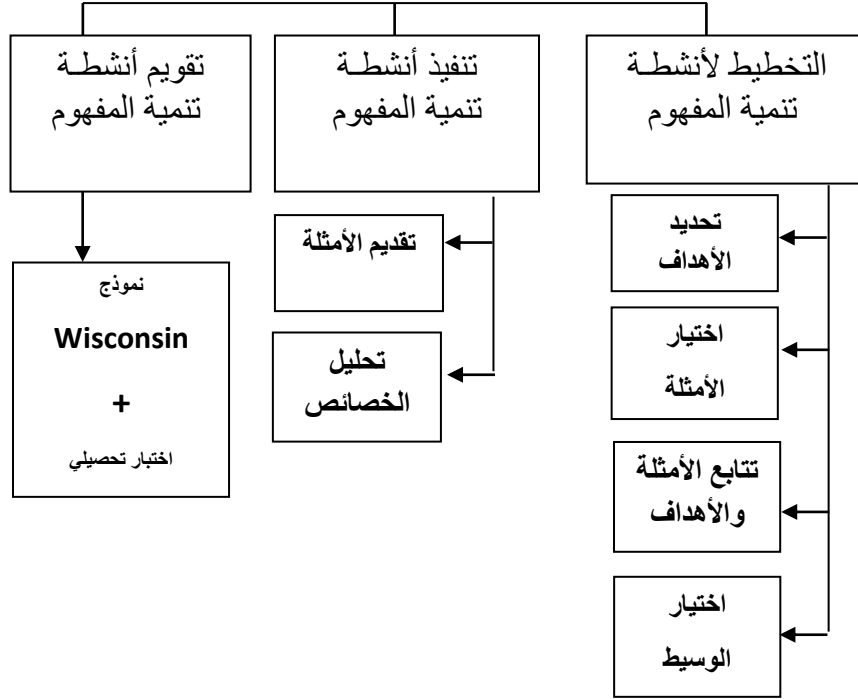 التخطيط لأنشطة
تنمية المفهوم
تحديد
الأهداف
اختيار
الأمثلة
تتابع الأمثلة
والأهداف
اختيار
الوسيط
تنفيذ أنشطة
تنمية المفهوم
تقديم الأمثلة
تحليل
الخصائص
تقويم أنشطة
تنمية المفهوم
نموذج
Wisconsin
+
اختبار تحصيلي